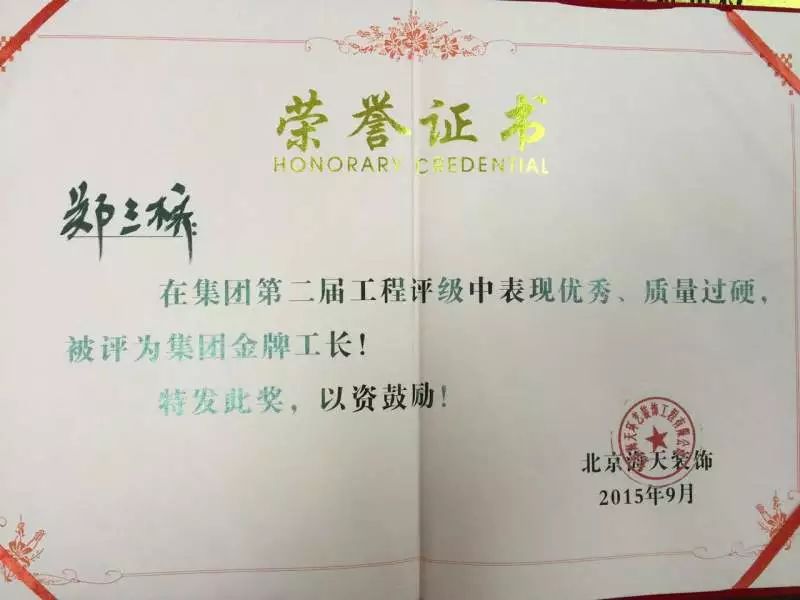 荣誉证书
HONORARY CREDENTIAL
郑三桥:
在集团第二届工程评级中表现优秀、质量过硬，
被评为集团金牌工长！
特发此奖，以资鼓励！
北京海天装饰
2015年9月